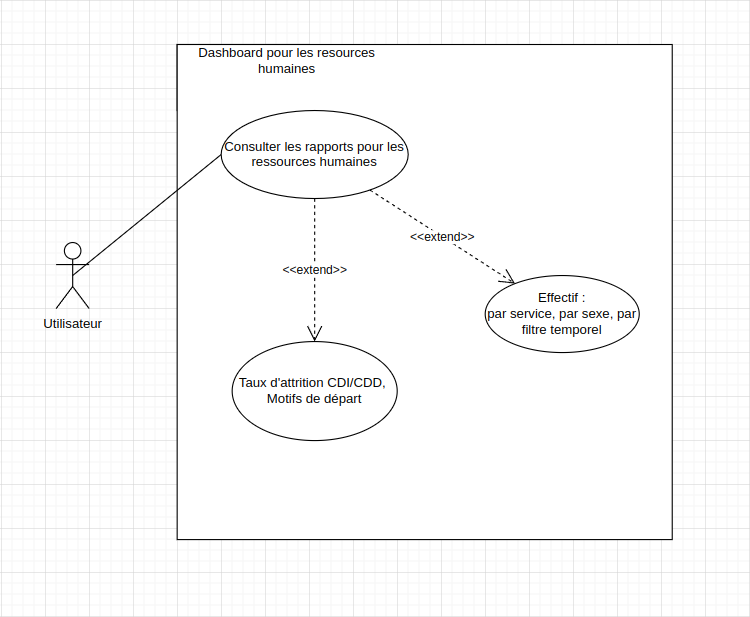 Dashboard pour les resources
humaines
Consulter les rapports pour les
ressources humaines
<<extend>>
<<extend>>
Effectif :
par service, par sexe, par
filtre temporel
Utilisateur
Taux d'attrition CDI/CDD,
Motifs de départ